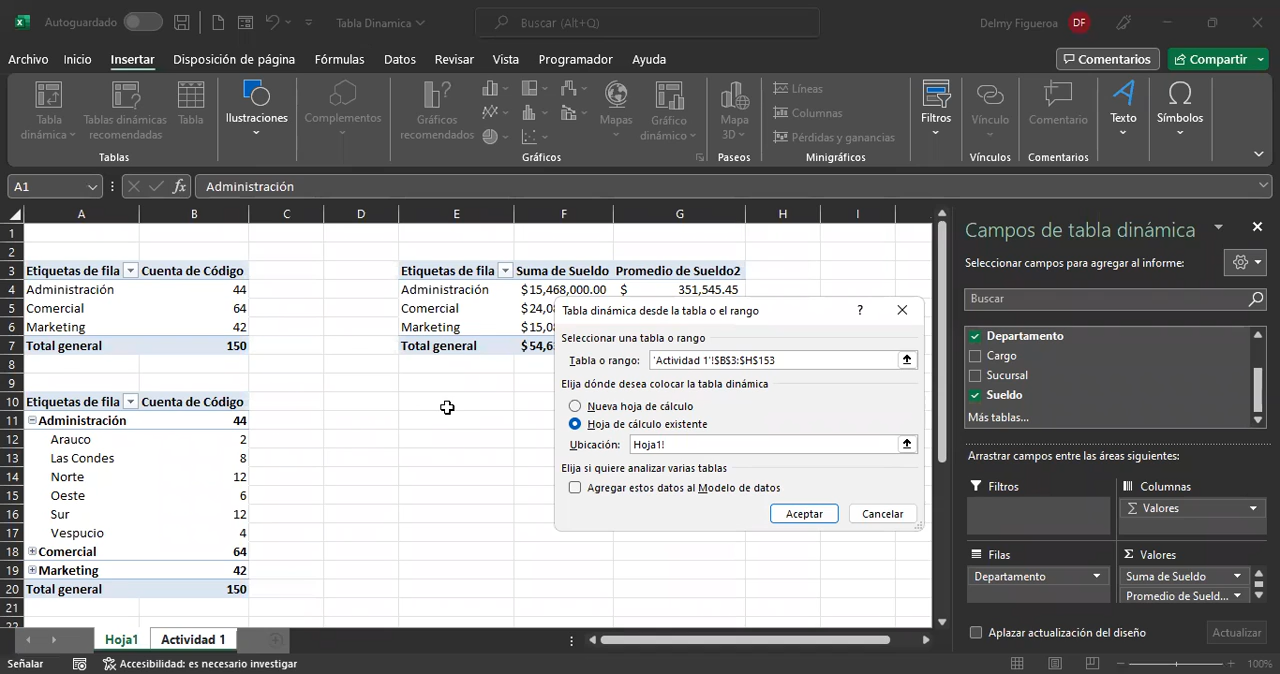 Autoguardado
Tabla Dinamica
Buscar (Alt+Q)
Delmy Figueroa
DF
Archivo Inicio Insertar Disposición de página Fórmulas Datos Revisar Vista Programador Ayuda
Comentarios
Compartir
Tabla dinámica
Tablas dinámicas recomendadas
Tabla
Tablas
Ilustraciones
Complementos
Gráficos recomendados
Mapas
Gráfico dinámico
Gráficos
Mapa 3D
Paseos
Líneas
Columnas
Pérdidas y ganancias
Minigráficos
Filtros
Vínculo
Vínculos
Comentario
Comentarios
Texto
Símbolos
A1
fx
Administración
A B C D E F G H I
1
2
3 Etiquetas de fila Cuenta de Código Etiquetas de fila Suma de Sueldo Promedio de Sueldo2
4 Administración 44 Administración $15,468,000.00 $ 351,545.45
5 Comercial 64 Comercial $24,08
6 Marketing 42 Marketing $15,08
7 Total general 150 Total general $54,6
8
9
10 Etiquetas de fila Cuenta de Código
11 Administración 44
12 Arauco 2
13 Las Condes 8
14 Norte 12
15 Oeste 6
16 Sur 12
17 Vespucio 4
18 Comercial 64
19 Marketing 42
20 Total general 150
21
Tabla dinámica desde la tabla o el rango
?
Seleccionar una tabla o rango
Tabla o rango: 'Actividad 1'!$B$3:$H$153
Elija dónde desea colocar la tabla dinámica
Nueva hoja de cálculo
Hoja de cálculo existente
Ubicación: Hoja1!
Elija si quiere analizar varias tablas
Agregar estos datos al Modelo de datos
Aceptar Cancelar
Campos de tabla dinámica
Seleccionar campos para agregar al informe:
Buscar
Departamento
Cargo
Sucursal
Sueldo
Más tablas...
Arrastrar campos entre las áreas siguientes:
Filtros
Columnas
Σ Valores
Filas
Departamento
Σ Valores
Suma de Sueldo
Promedio de Sueld...
Aplazar actualización del diseño
Actualizar
Hoja1 Actividad 1
Señalar
Accesibilidad: es necesario investigar
100%